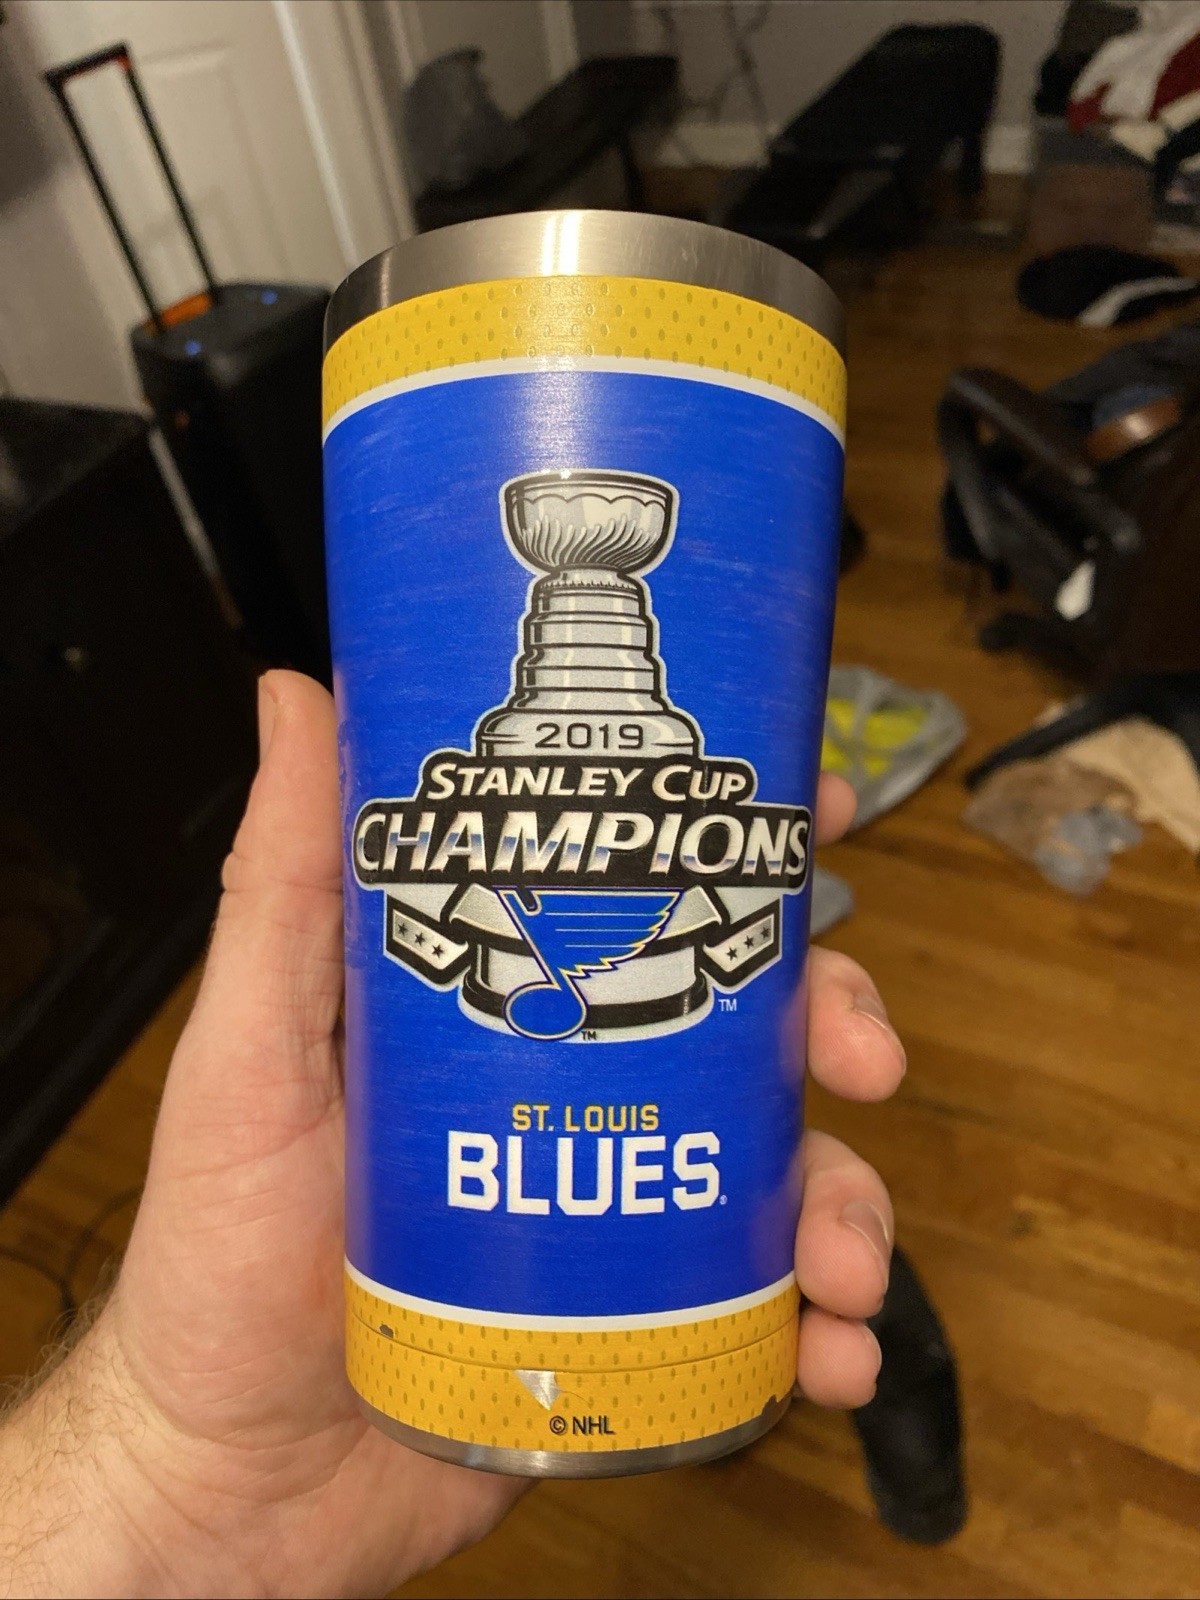 2019
STANLEY CUP
CHAMPIONS
TM
TM
ST. LOUIS
BLUES®
© NHL